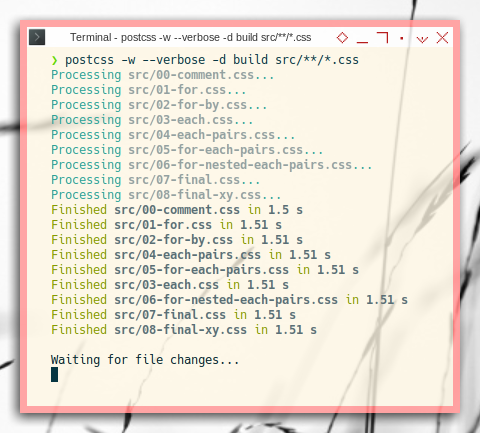 Terminal - postcss -w --verbose -d build src/**/*.css
❯ postcss -w --verbose -d build src/**/*.css
Processing src/00-comment.css...
Processing src/01-for.css...
Processing src/02-for-by.css...
Processing src/03-each.css...
Processing src/04-each-pairs.css...
Processing src/05-for-each-pairs.css...
Processing src/06-for-nested-each-pairs.css...
Processing src/07-final.css...
Processing src/08-final-xy.css...
Finished src/00-comment.css in 1.5 s
Finished src/01-for.css in 1.51 s
Finished src/02-for-by.css in 1.51 s
Finished src/04-each-pairs.css in 1.51 s
Finished src/05-for-each-pairs.css in 1.51 s
Finished src/03-each.css in 1.51 s
Finished src/06-for-nested-each-pairs.css in 1.51 s
Finished src/07-final.css in 1.51 s
Finished src/08-final-xy.css in 1.51 s
Waiting for file changes...